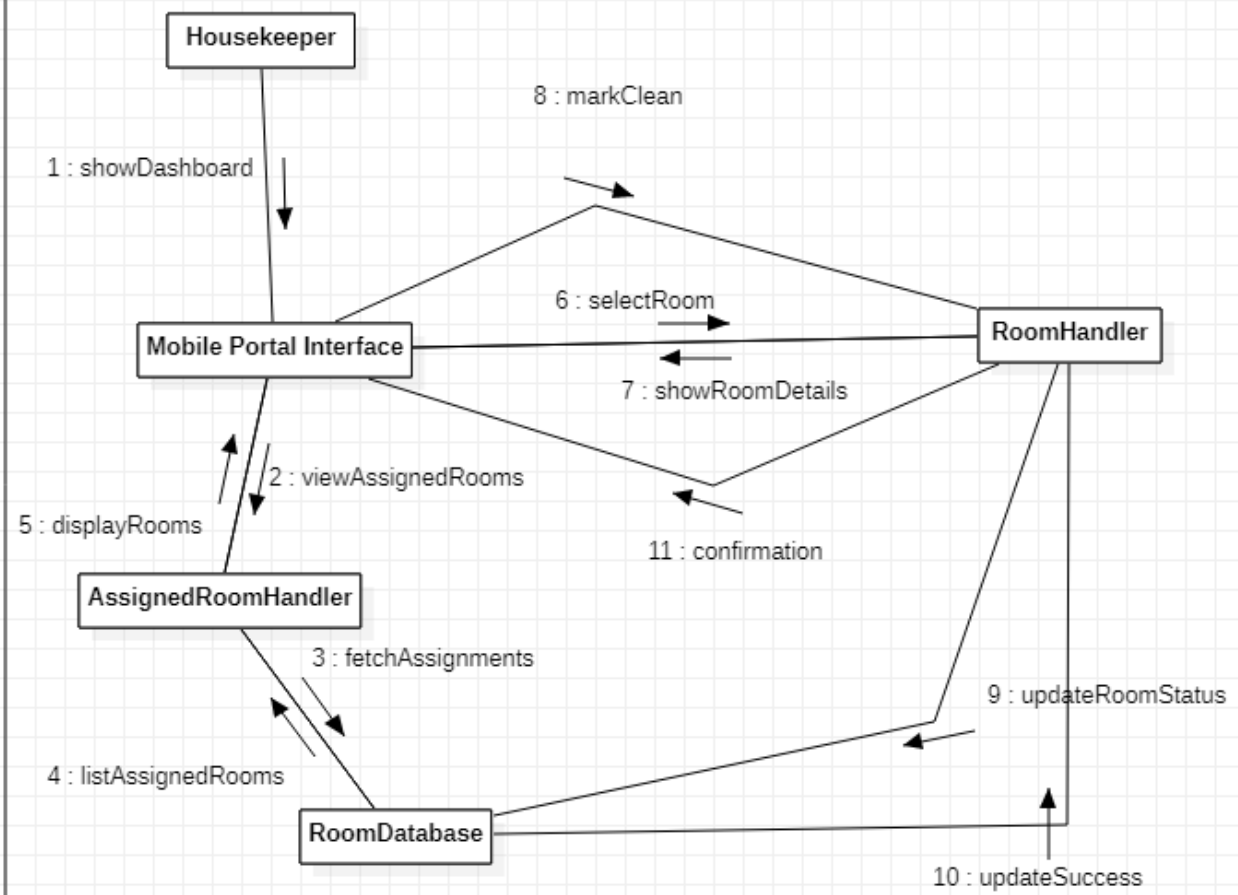 Housekeeper
8 : markClean
1 : showDashboard
6 : selectRoom
RoomHandler
Mobile Portal Interface
7 : showRoomDetails
2 : viewAssignedRooms
5 : displayRooms
11 : confirmation
AssignedRoomHandler
3 : fetchAssignments
9 : updateRoomStatus
4 : listAssignedRooms
RoomDatabase
10 : updateSuccess